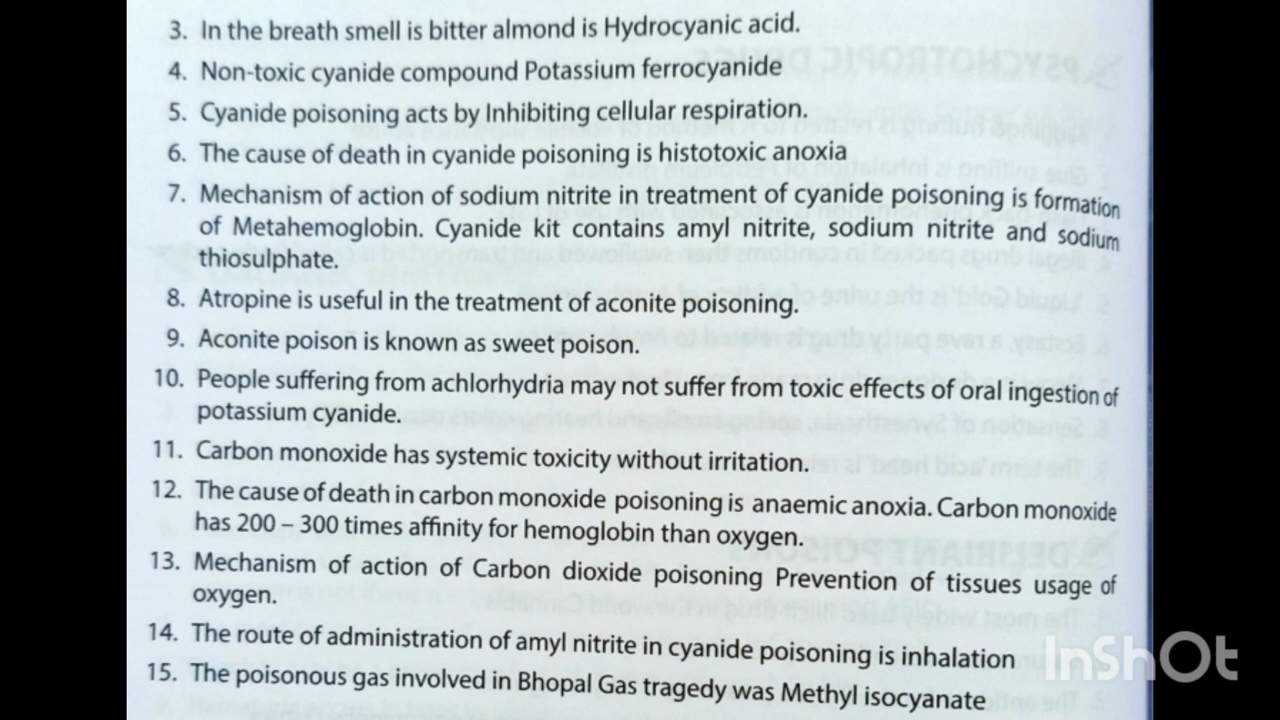 3. In the breath smell is bitter almond is Hydrocyanic acid.
4. Non-toxic cyanide compound Potassium ferrocyanide
5. Cyanide poisoning acts by Inhibiting cellular respiration.
6. The cause of death in cyanide poisoning is histotoxic anoxia
7. Mechanism of action of sodium nitrite in treatment of cyanide poisoning is formation
of Metahemoglobin. Cyanide kit contains amyl nitrite, sodium nitrite and sodium
thiosulphate.
8. Atropine is useful in the treatment of aconite poisoning.
9. Aconite poison is known as sweet poison.
10. People suffering from achlorhydria may not suffer from toxic effects of oral ingestion of
potassium cyanide.
11. Carbon monoxide has systemic toxicity without irritation.
12. The cause of death in carbon monoxide poisoning is anaemic anoxia. Carbon monoxide
has 200 – 300 times affinity for hemoglobin than oxygen.
13. Mechanism of action of Carbon dioxide poisoning Prevention of tissues usage of
oxygen.
14. The route of administration of amyl nitrite in cyanide poisoning is inhalation
15. The poisonous gas involved in Bhopal Gas tragedy was Methyl isocyanate
InShOt